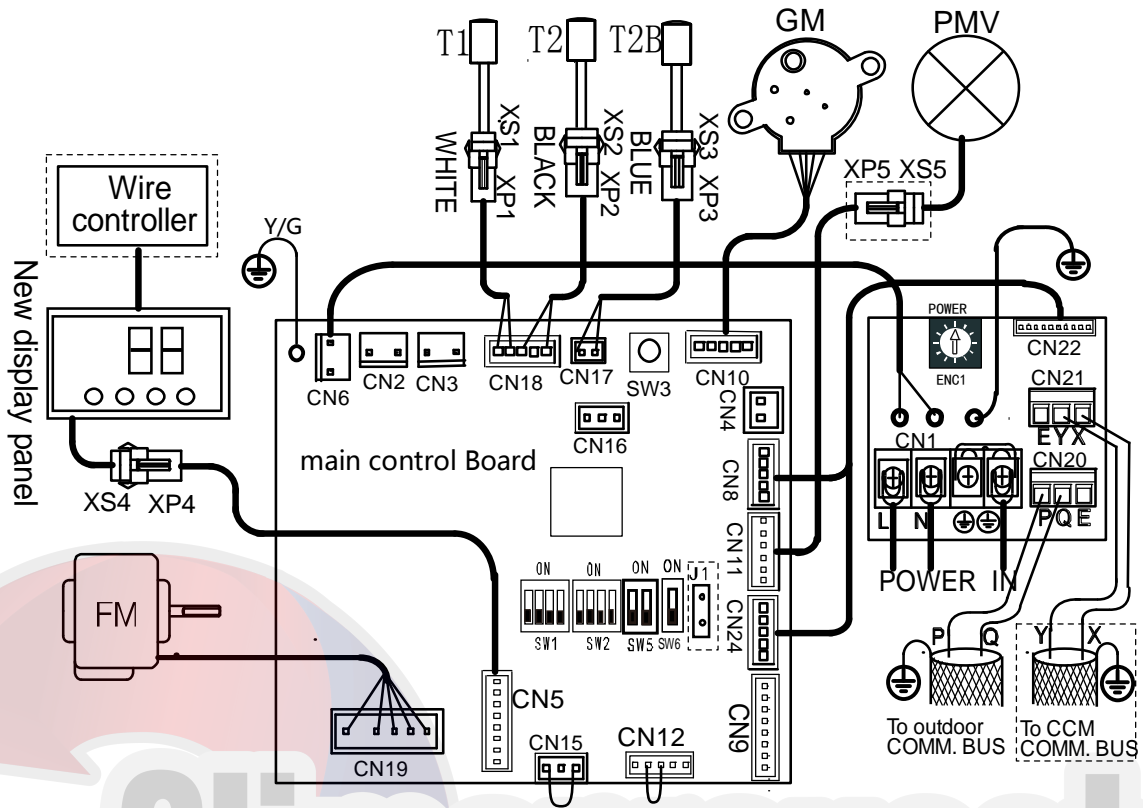 GM
PMV
T1
T2
T2B
XS1
XP1
WHITE
XS2
XP2
BLACK
XS3
XP3
BLUE
XP5 XS5
Wire
controller
Y/G
New display panel
XS4 XP4
POWER
ENC1
CN22
CN21
EYX
CN20
PQE
CN1
L
N
POWER IN
CN6
CN2
CN3
CN18
CN17
SW3
CN10
CN4
CN16
main control Board
CN8
CN11
CN24
CN9
ON
ON
ON
ON
J1
SW1
SW2
SW5
SW6
FM
CN19
CN5
CN15
CN12
P
Q
Y
X
To outdoor
COMM. BUS
To CCM
COMM. BUS